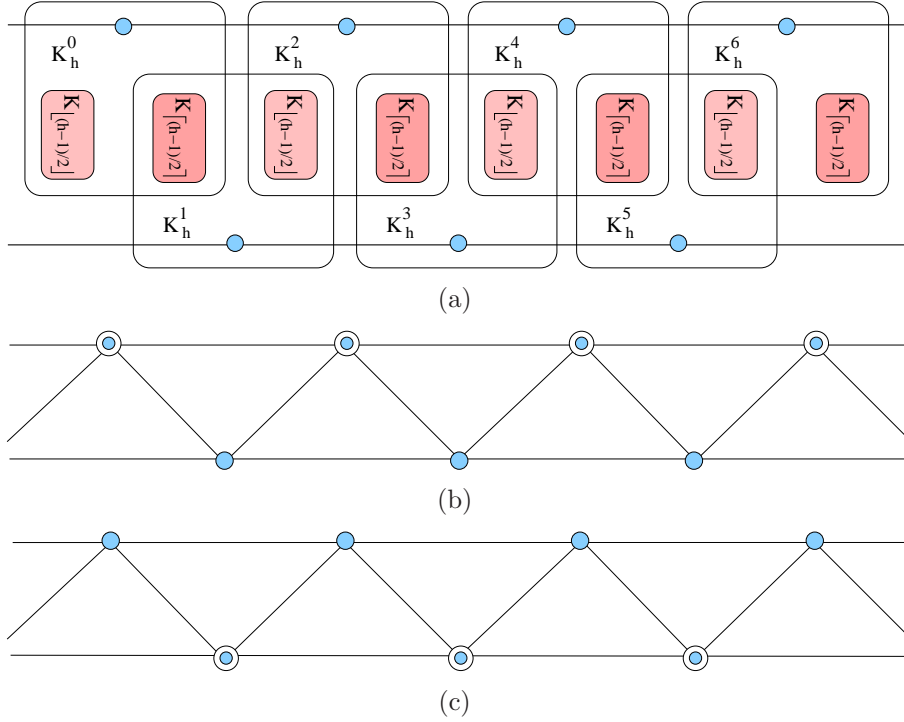 K_h^0 K_h^2 K_h^4 K_h^6
K_⌊(h−1)/2⌋ K_⌈(h−1)/2⌉ K_⌊(h−1)/2⌋ K_⌈(h−1)/2⌉ K_⌊(h−1)/2⌋ K_⌈(h−1)/2⌉ K_⌊(h−1)/2⌋ K_⌈(h−1)/2⌉
K_h^1 K_h^3 K_h^5
(a)
(b)
(c)